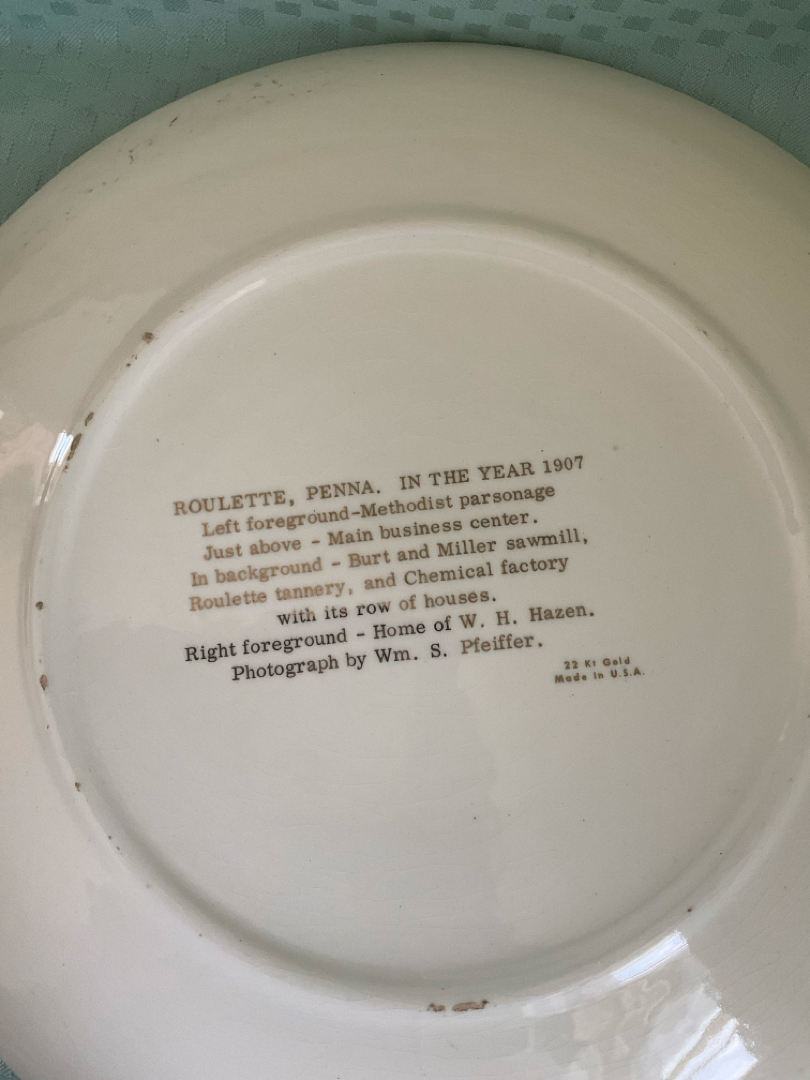 ROULETTE, PENNA. IN THE YEAR 1907
Left foreground-Methodist parsonage
Just above - Main business center.
In background - Burt and Miller sawmill,
Roulette tannery, and Chemical factory
with its row of houses.
Right foreground - Home of W. H. Hazen.
Photograph by Wm. S. Pfeiffer.
22 Kt Gold
Made In U.S.A.